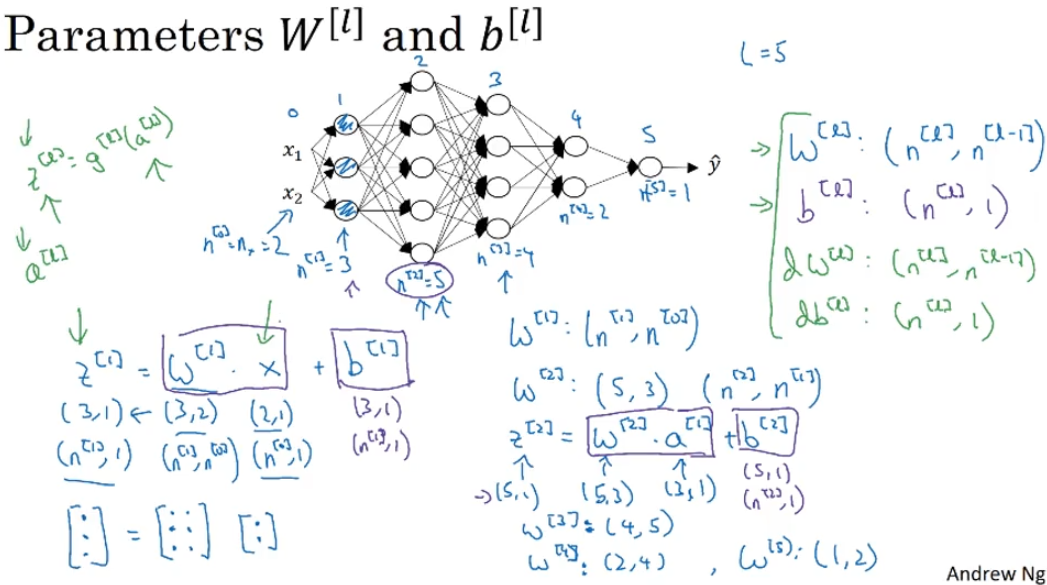 Parameters W^[l] and b^[l]
L=5
0 1 2 3 4 5
x₁
x₂
ŷ
n^[0]=nₓ=2
n^[1]=3
n^[2]=5
n^[3]=4
n^[4]=2
n^[5]=1
↓
z^[l]=g^[l](a^[l])
↑ ↑
↓
a^[l]
→ W^[l]: (n^[l], n^[l-1])
→ b^[l]: (n^[l], 1)
dW^[l]: (n^[l], n^[l-1])
db^[l]: (n^[l], 1)
z^[1] = W^[1] · x + b^[1]
(3,1) ← (3,2) (2,1) (3,1)
(n^[1], 1) (n^[1], n^[0]) (n^[0], 1) (n^[1], 1)
[⋮] = [⋮ ⋮] [:]
W^[1]: (n^[1], n^[0])
W^[2]: (5,3) (n^[2], n^[1])
z^[2] = W^[2] · a^[1] + b^[2]
→(5,1) (5,3) (3,1) (5,1)
(n^[2], 1)
W^[3]: (4,5)
W^[4]: (2,4) , W^[5]: (1,2)
Andrew Ng